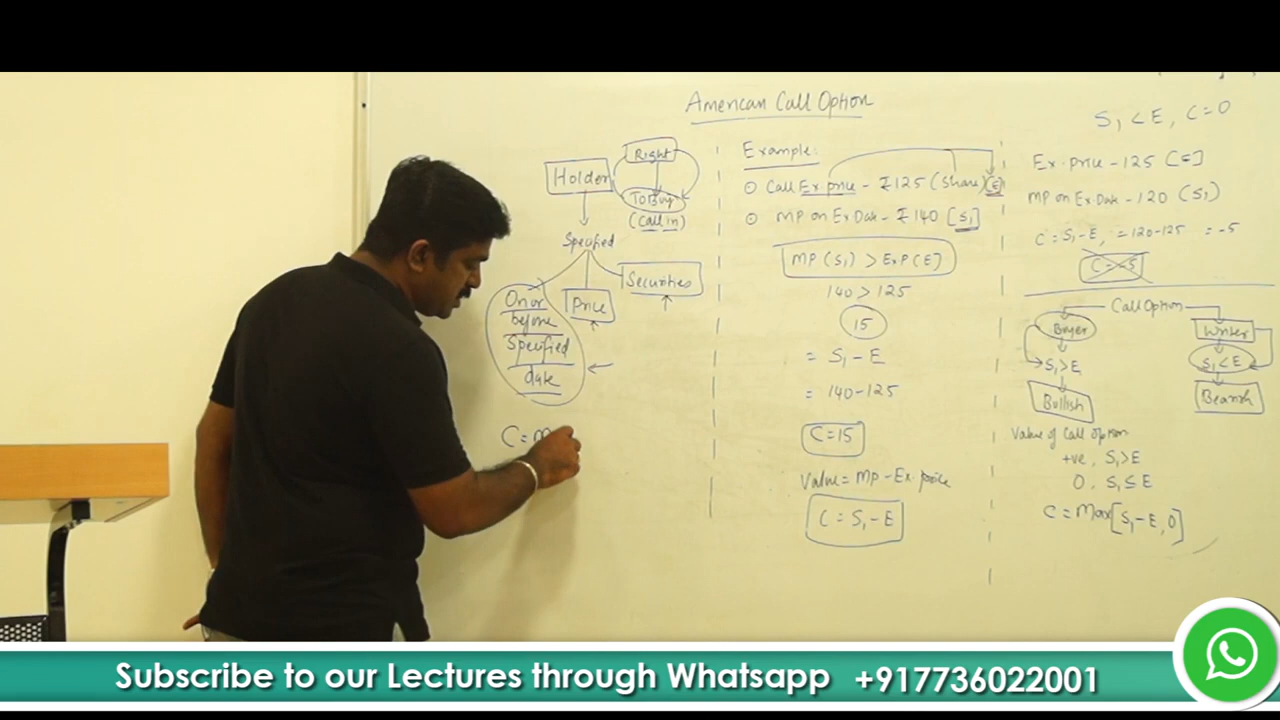 American Call Option
Right
Holder
To Buy
(Call in)
Specified
Securities
Price
On or
before
Specified
date
C = M
Example:
⊙ Call Ex price - ₹125 (Share) [E]
⊙ MP on Ex Date - ₹140 [S₁]
MP (S₁) > Ex P (E]
140 > 125
15
= S₁ - E
= 140 - 125
C = 15
Value = MP - Ex. price
C = S₁ - E
S₁ < E, C = 0
Ex. price - 125 [E]
MP on Ex Date - 120 (S₁)
C = S₁ - E, = 120 - 125 = -5
C = -5
Call Option
Buyer
Writer
S₁ > E
S₁ < E
Bullish
Bearish
Value of Call Option
+ve, S₁ > E
0, S₁ ≤ E
C = Max [S₁ - E, 0]
Subscribe to our Lectures through Whatsapp +917736022001